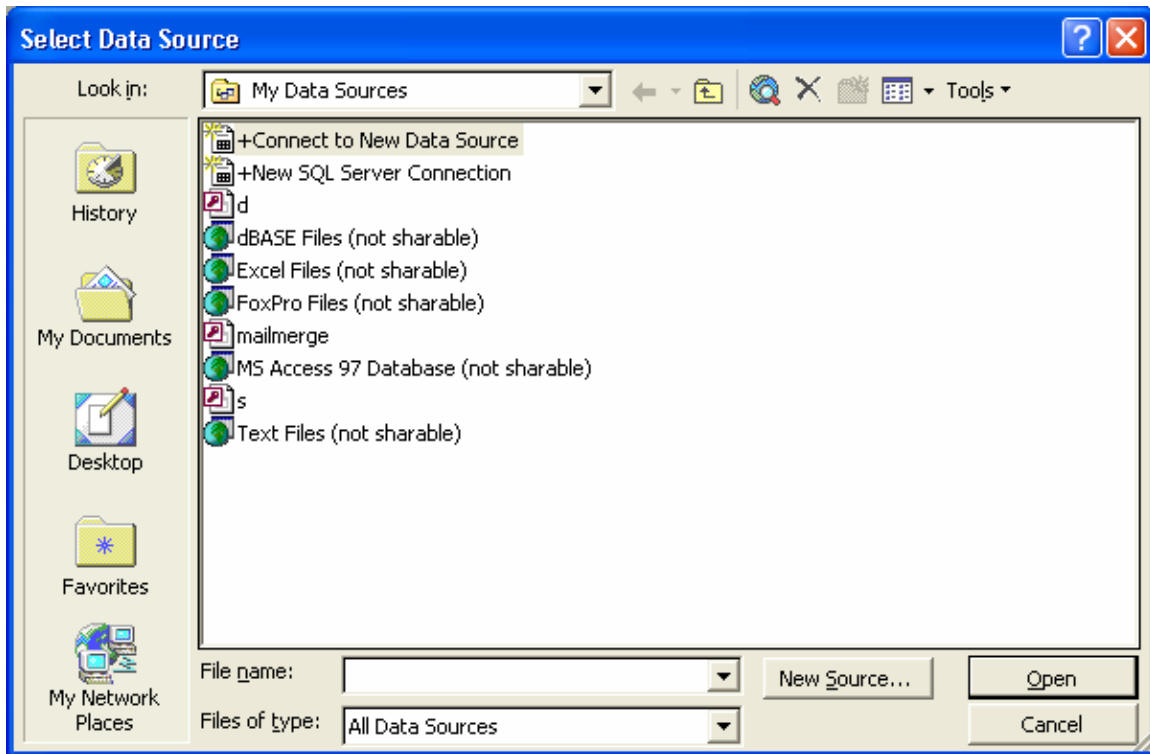 Select Data Source
Look in:
My Data Sources
Tools
+Connect to New Data Source
+New SQL Server Connection
d
dBASE Files (not sharable)
Excel Files (not sharable)
FoxPro Files (not sharable)
mailmerge
MS Access 97 Database (not sharable)
s
Text Files (not sharable)
History
My Documents
Desktop
Favorites
My Network
Places
File name:
New Source...
Open
Files of type:
All Data Sources
Cancel